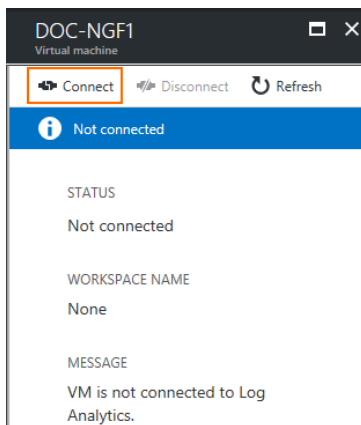 DOC-NGF1
Virtual machine
Connect Disconnect Refresh
Not connected
STATUS
Not connected
WORKSPACE NAME
None
MESSAGE
VM is not connected to Log
Analytics.